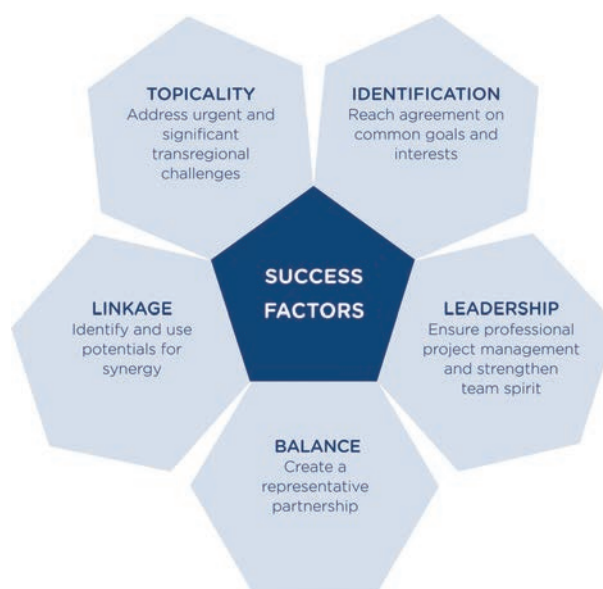 TOPICALITY
Address urgent and
significant
transregional
challenges
IDENTIFICATION
Reach agreement on
common goals and
interests
SUCCESS
FACTORS
LINKAGE
Identify and use
potentials for
synergy
LEADERSHIP
Ensure professional
project management
and strengthen
team spirit
BALANCE
Create a
representative
partnership